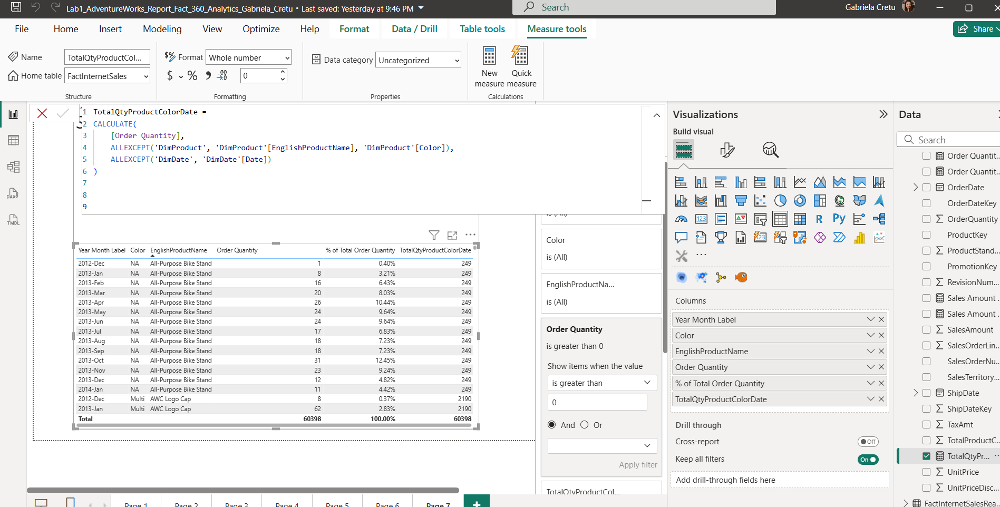 Lab1_AdventureWorks_Report_Fact_360_Analytics_Gabriela_Cretu • Last saved: Yesterday at 9:46 PM
Search
Gabriela Cretu
File Home Insert Modeling View Optimize Help Format Data / Drill Table tools Measure tools
Share
Name TotalQtyProductCol...
Home table FactInternetSales
Structure
Format Whole number
$ % 0
Formatting
Data category Uncategorized
Properties
New measure
Quick measure
Calculations
1 TotalQtyProductColorDate =
2 CALCULATE(
3 [Order Quantity],
4 ALLEXCEPT('DimProduct', 'DimProduct'[EnglishProductName], 'DimProduct'[Color]),
5 ALLEXCEPT('DimDate', 'DimDate'[Date])
6 )
7
8
9
DAX
TMDL
Year Month Label Color EnglishProductName Order Quantity % of Total Order Quantity TotalQtyProductColorDate
2012-Dec NA All-Purpose Bike Stand 1 0.40% 249
2013-Jan NA All-Purpose Bike Stand 8 3.21% 249
2013-Feb NA All-Purpose Bike Stand 16 6.43% 249
2013-Mar NA All-Purpose Bike Stand 20 8.03% 249
2013-Apr NA All-Purpose Bike Stand 26 10.44% 249
2013-May NA All-Purpose Bike Stand 24 9.64% 249
2013-Jun NA All-Purpose Bike Stand 24 9.64% 249
2013-Jul NA All-Purpose Bike Stand 17 6.83% 249
2013-Aug NA All-Purpose Bike Stand 18 7.23% 249
2013-Sep NA All-Purpose Bike Stand 18 7.23% 249
2013-Oct NA All-Purpose Bike Stand 31 12.45% 249
2013-Nov NA All-Purpose Bike Stand 23 9.24% 249
2013-Dec NA All-Purpose Bike Stand 12 4.82% 249
2014-Jan NA All-Purpose Bike Stand 11 4.42% 249
2012-Dec Multi AWC Logo Cap 8 0.37% 2190
2013-Jan Multi AWC Logo Cap 62 2.83% 2190
Total 60398 100.00% 60398
Page 1 Page 2 Page 3 Page 4 Page 5 Page 6 Page 7 +
is (All)
Color
is (All)
EnglishProductNa...
is (All)
Order Quantity
is greater than 0
Show items when the value
is greater than
0
And Or
Apply filter
TotalQtyProductCol...
Visualizations
Build visual
123
R
Py
123
...
Columns
Year Month Label
Color
EnglishProductName
Order Quantity
% of Total Order Quantity
TotalQtyProductColorDate
Drill through
Cross-report Off
Keep all filters On
Add drill-through fields here
Data
Search
Order Quantit...
Order Quantit...
OrderDate
OrderDateKey
OrderQuantity
ProductKey
ProductStand...
PromotionKey
RevisionNum...
Sales Amount ...
Sales Amount ...
SalesAmount
SalesOrderLin...
SalesOrderNu...
SalesTerritory...
ShipDate
ShipDateKey
TaxAmt
TotalProductC...
TotalQtyPr...
UnitPrice
UnitPriceDisc...
FactInternetSalesRea...